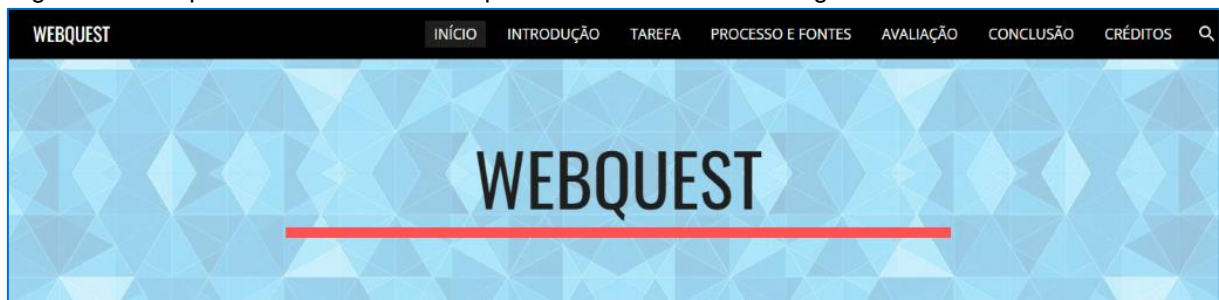 WEBQUEST INÍCIO INTRODUÇÃO TAREFA PROCESSO E FONTES AVALIAÇÃO CONCLUSÃO CRÉDITOS
WEBQUEST